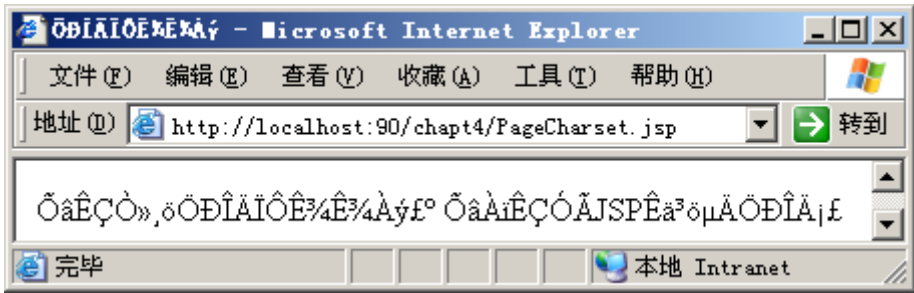 ÖÐÎÄÏÔÊ¾Ê¾Àý - Microsoft Internet Explorer
文件(F) 编辑(E) 查看(V) 收藏(A) 工具(T) 帮助(H)
地址(D) http://localhost:90/chapt4/PageCharset.jsp 转到
ÕâÊÇÒ»¸öÖÐÎÄÏÔÊ¾Ê¾Àý£º ÕâÀïÊÇÓÃJSPÊä³öµÄÖÐÎÄ¡£
完毕 本地 Intranet